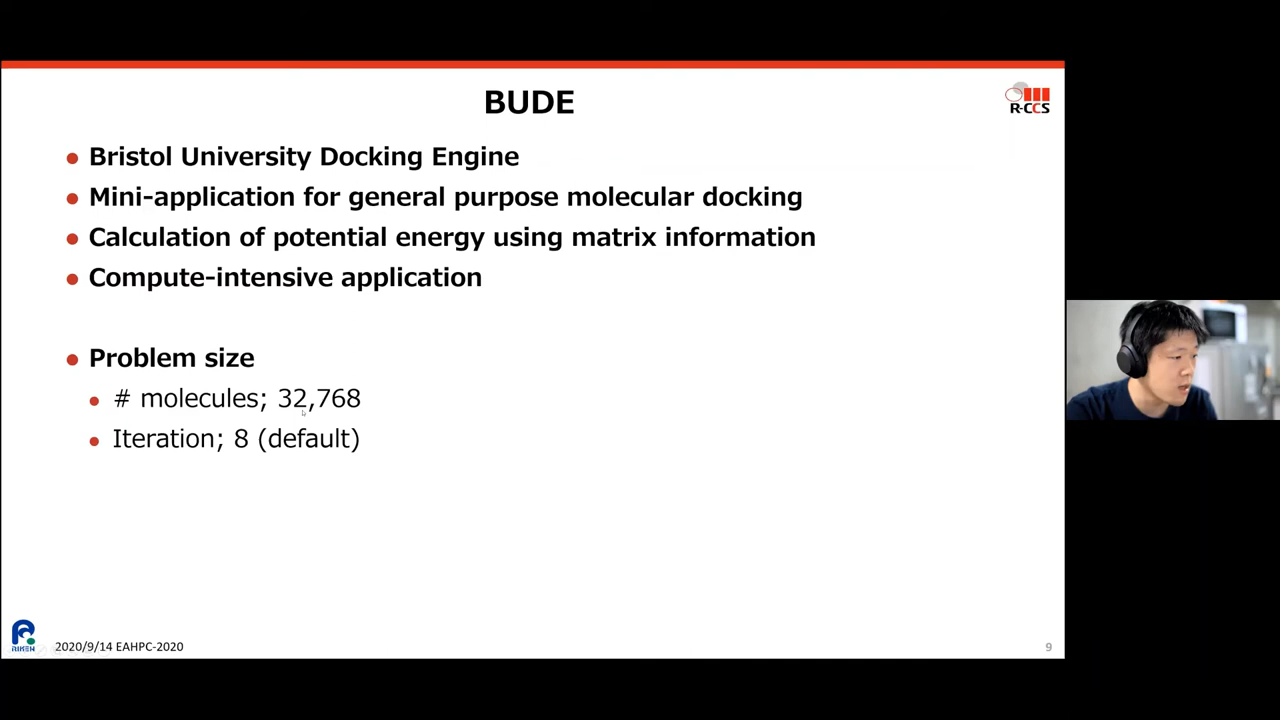 BUDE
R-CCS
Bristol University Docking Engine
Mini-application for general purpose molecular docking
Calculation of potential energy using matrix information
Compute-intensive application
Problem size
# molecules; 32,768
Iteration; 8 (default)
RIKEN
2020/9/14 EAHPC-2020
9